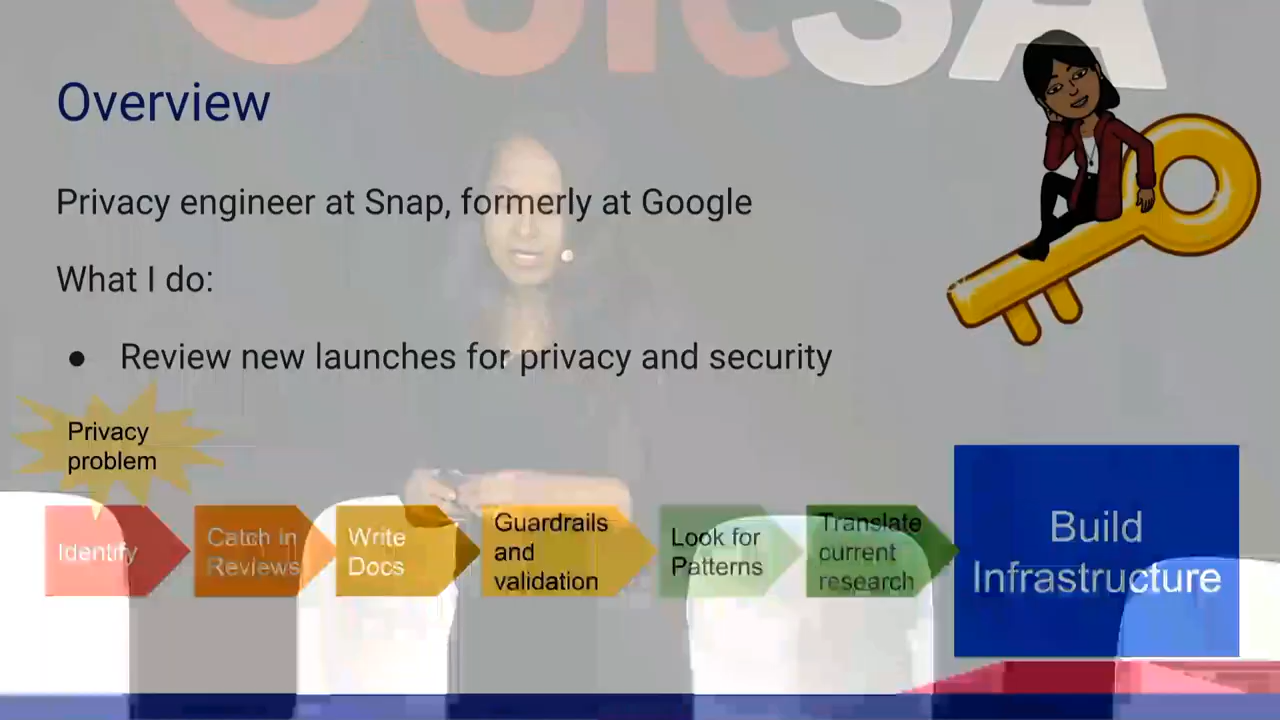 Overview
Privacy engineer at Snap, formerly at Google
What I do:
● Review new launches for privacy and security
Privacy
problem
Identify
Catch in
Reviews
Write
Docs
Guardrails
and
validation
Look for
Patterns
Translate
current
research
Build
Infrastructure